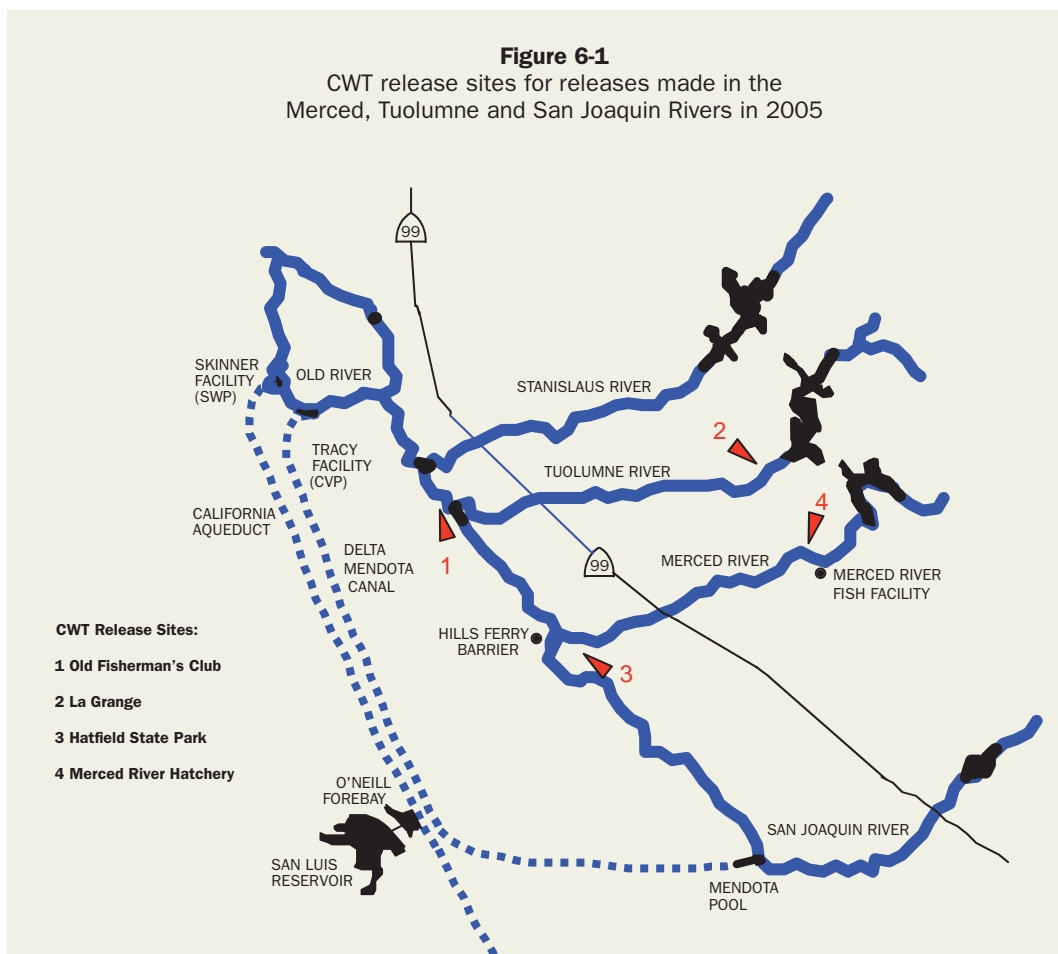 Figure 6-1
CWT release sites for releases made in the
Merced, Tuolumne and San Joaquin Rivers in 2005
99
SKINNER
FACILITY
(SWP)
OLD RIVER
STANISLAUS RIVER
2
TRACY
FACILITY
(CVP)
TUOLUMNE RIVER
CALIFORNIA
AQUEDUCT
4
DELTA
MENDOTA
CANAL
1
99
MERCED RIVER
MERCED RIVER
FISH FACILITY
HILLS FERRY
BARRIER
3
CWT Release Sites:
1 Old Fisherman's Club
2 La Grange
3 Hatfield State Park
4 Merced River Hatchery
O'NEILL
FOREBAY
SAN LUIS
RESERVOIR
SAN JOAQUIN RIVER
MENDOTA
POOL